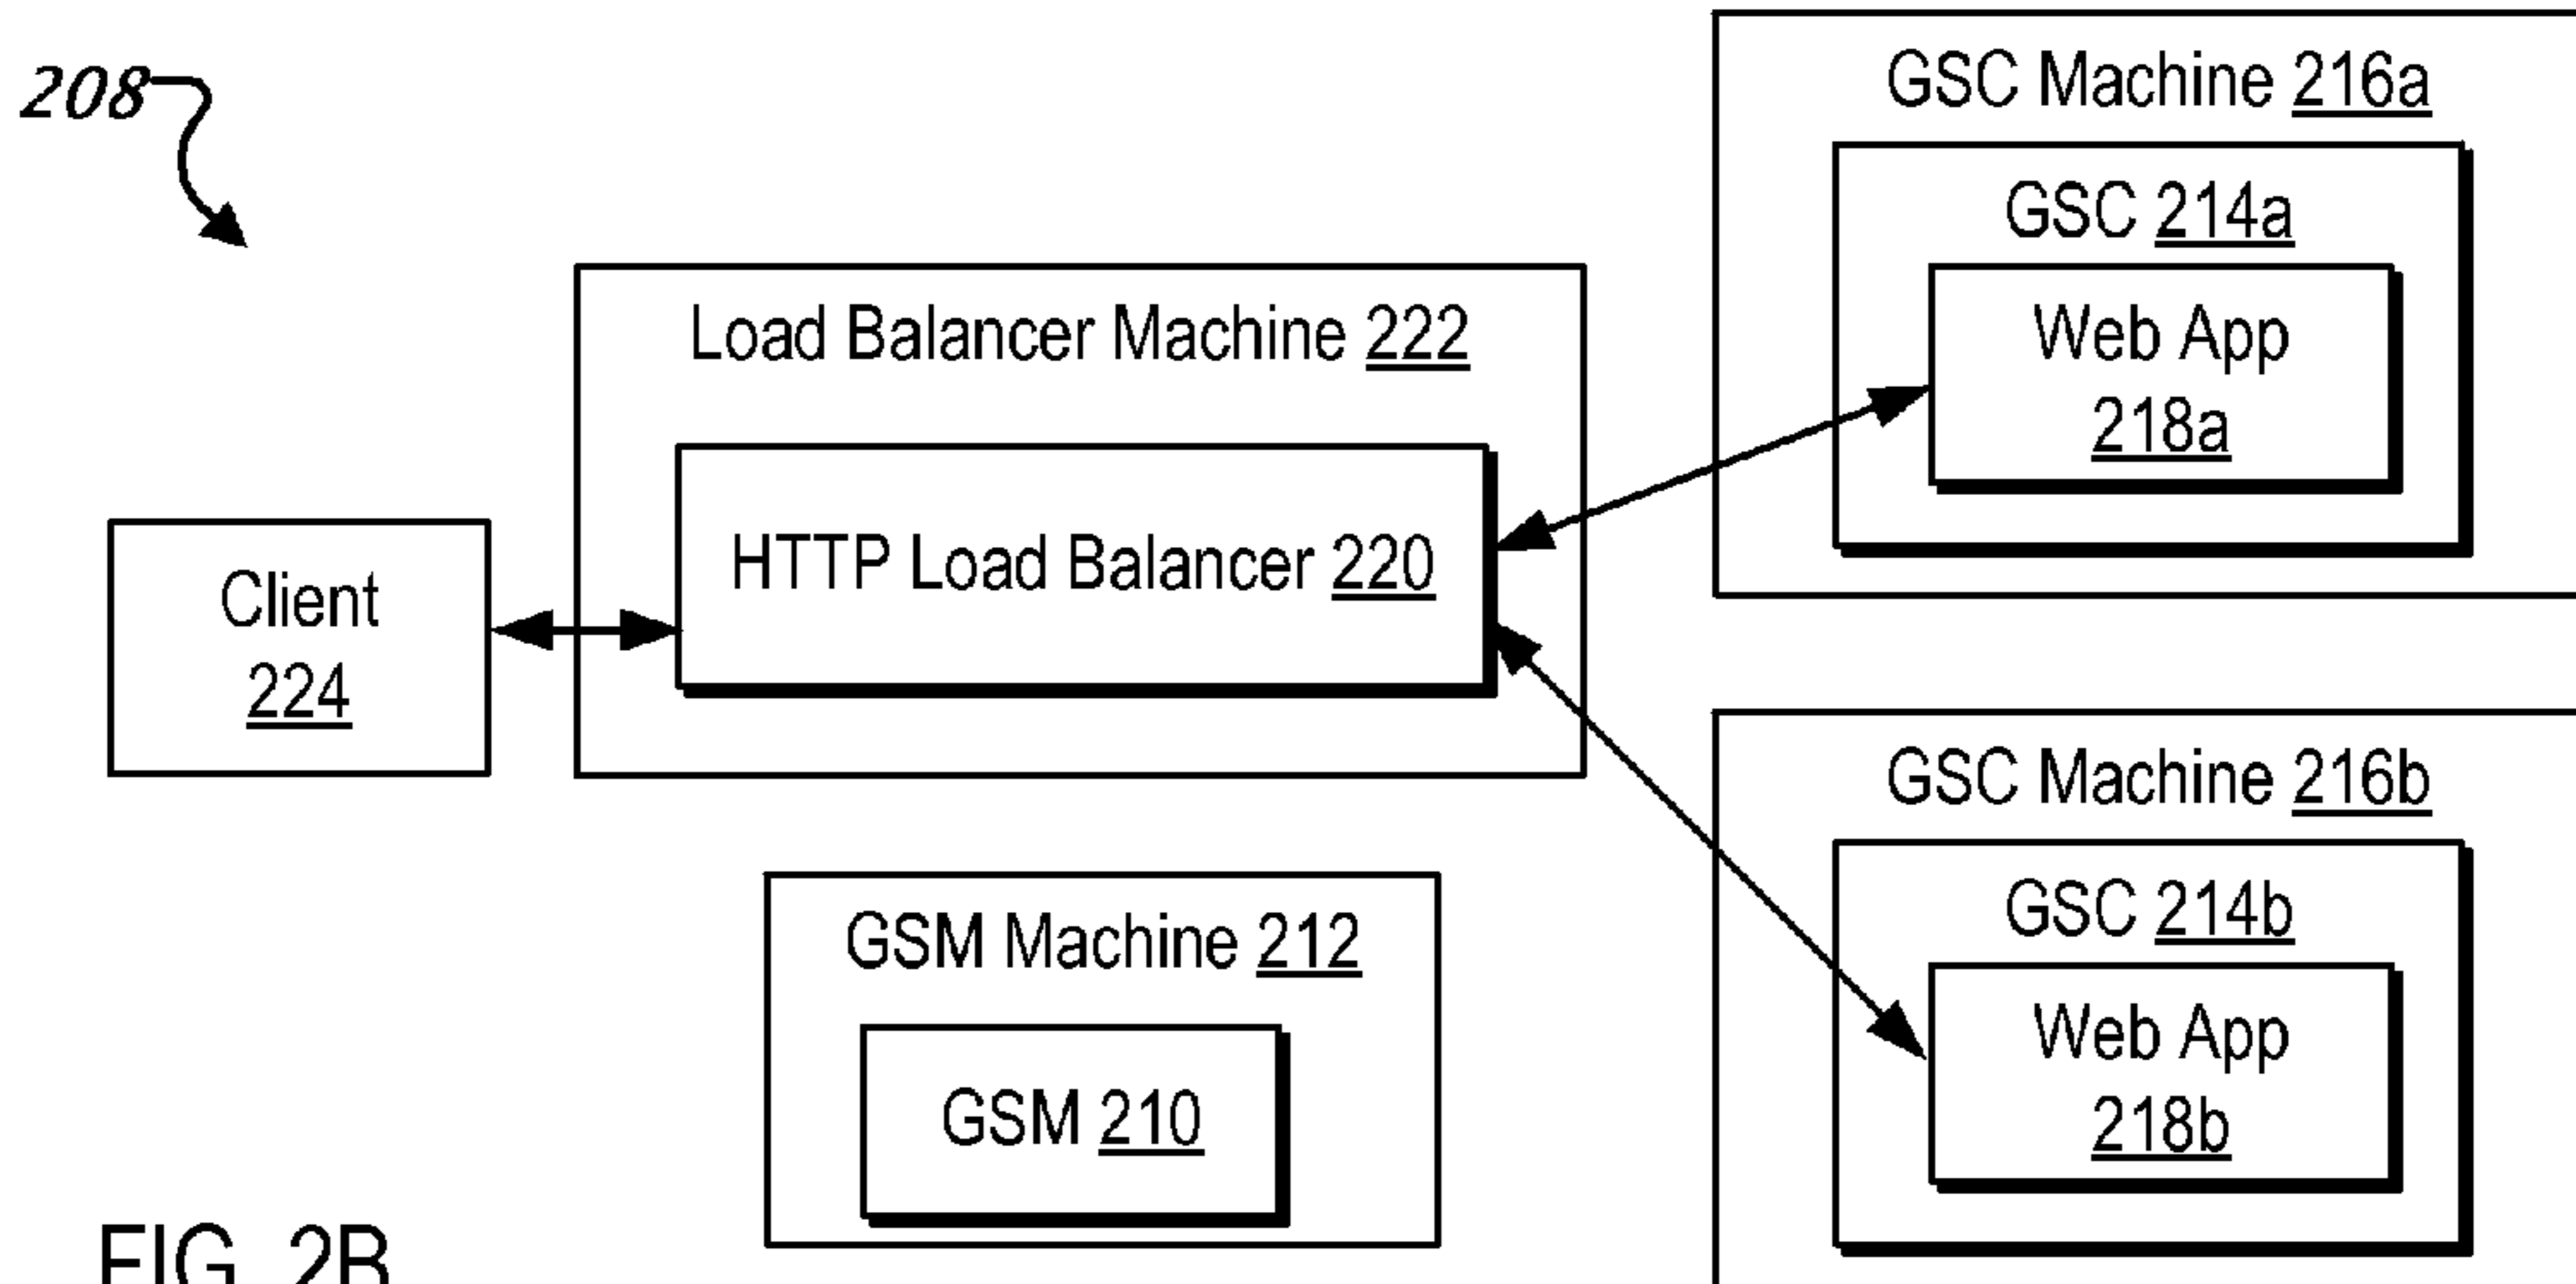 208
GSC Machine 216a
GSC 214a
Web App
218a
Load Balancer Machine 222
HTTP Load Balancer 220
Client
224
GSC Machine 216b
GSC 214b
Web App
218b
GSM Machine 212
GSM 210
FIG. 2B